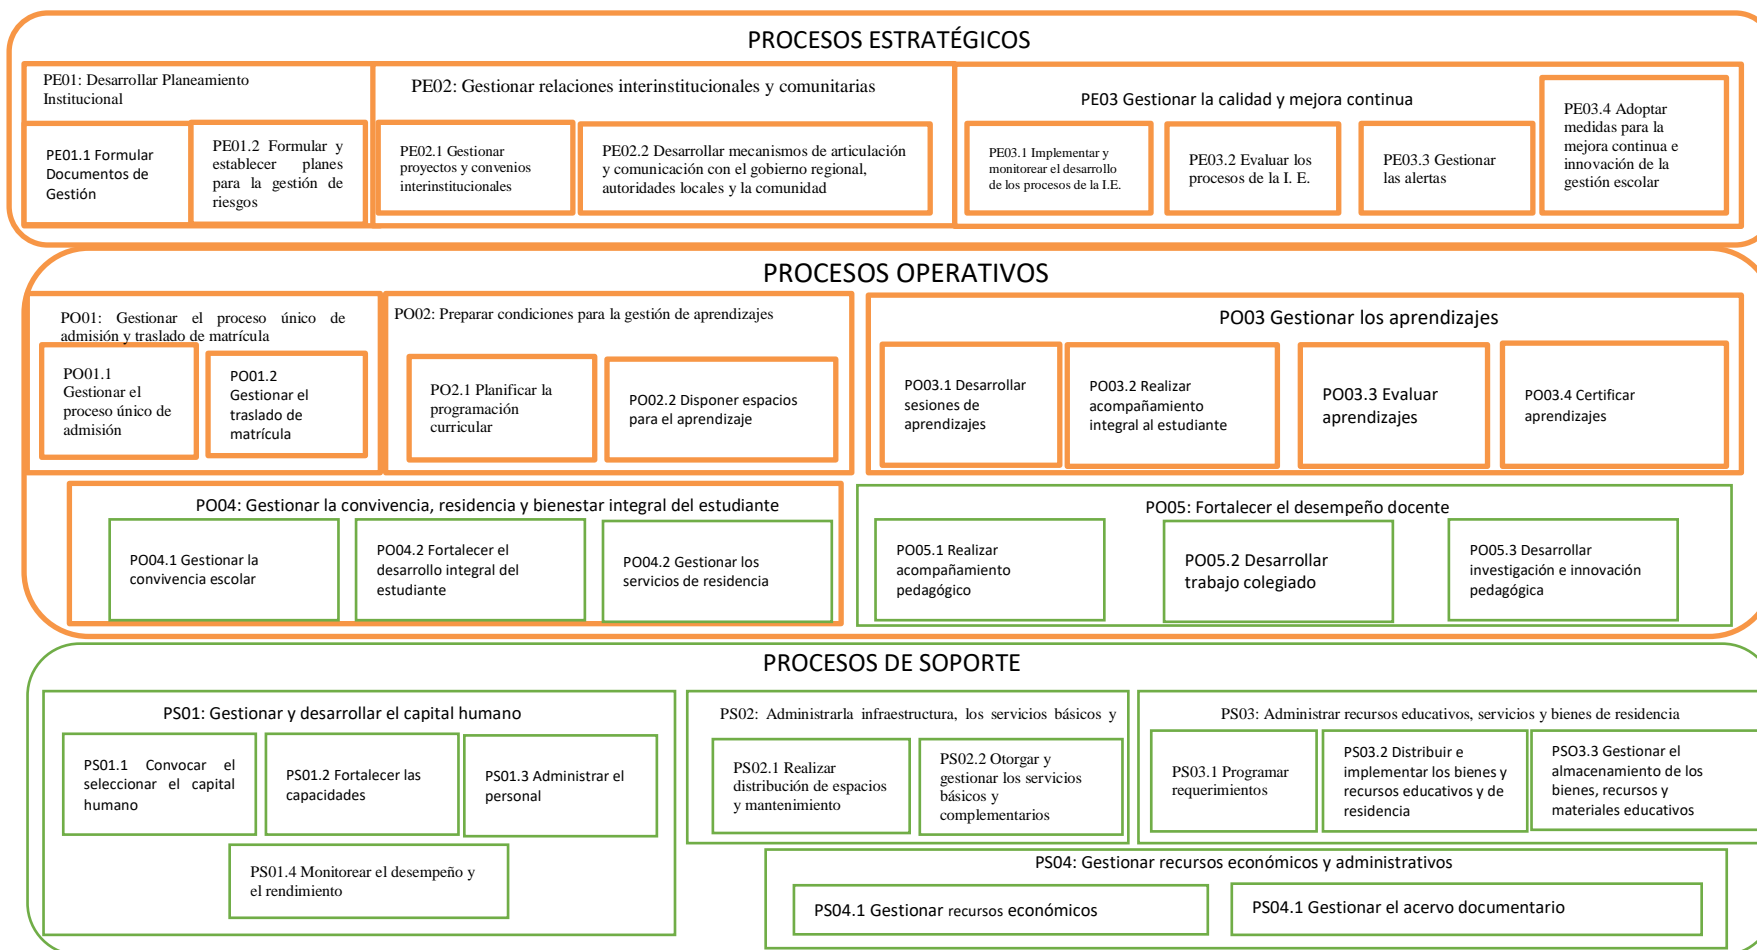 PROCESOS ESTRATÉGICOS
PE01: Desarrollar Planeamiento
Institucional
PE01.1 Formular
Documentos de
Gestión
PE01.2 Formular y
establecer planes
para la gestión de
riesgos
PE02: Gestionar relaciones interinstitucionales y comunitarias
PE02.1 Gestionar
proyectos y convenios
interinstitucionales
PE02.2 Desarrollar mecanismos de articulación
y comunicación con el gobierno regional,
autoridades locales y la comunidad
PE03 Gestionar la calidad y mejora continua
PE03.1 Implementar y
monitorear el desarrollo
de los procesos de la I.E.
PE03.2 Evaluar los
procesos de la I. E.
PE03.3 Gestionar
las alertas
PE03.4 Adoptar
medidas para la
mejora continua e
innovación de la
gestión escolar
PROCESOS OPERATIVOS
PO01: Gestionar el proceso único de
admisión y traslado de matrícula
PO01.1
Gestionar el
proceso único de
admisión
PO01.2
Gestionar el
traslado de
matrícula
PO02: Preparar condiciones para la gestión de aprendizajes
PO2.1 Planificar la
programación
curricular
PO02.2 Disponer espacios
para el aprendizaje
PO03 Gestionar los aprendizajes
PO03.1 Desarrollar
sesiones de
aprendizajes
PO03.2 Realizar
acompañamiento
integral al estudiante
PO03.3 Evaluar
aprendizajes
PO03.4 Certificar
aprendizajes
PO04: Gestionar la convivencia, residencia y bienestar integral del estudiante
PO04.1 Gestionar la
convivencia escolar
PO04.2 Fortalecer el
desarrollo integral del
estudiante
PO04.2 Gestionar los
servicios de residencia
PO05: Fortalecer el desempeño docente
PO05.1 Realizar
acompañamiento
pedagógico
PO05.2 Desarrollar
trabajo colegiado
PO05.3 Desarrollar
investigación e innovación
pedagógica
PROCESOS DE SOPORTE
PS01: Gestionar y desarrollar el capital humano
PS01.1 Convocar el
seleccionar el capital
humano
PS01.2 Fortalecer las
capacidades
PS01.3 Administrar el
personal
PS01.4 Monitorear el desempeño y
el rendimiento
PS02: Administrarla infraestructura, los servicios básicos y
PS02.1 Realizar
distribución de espacios
y mantenimiento
PS02.2 Otorgar y
gestionar los servicios
básicos y
complementarios
PS03: Administrar recursos educativos, servicios y bienes de residencia
PS03.1 Programar
requerimientos
PS03.2 Distribuir e
implementar los bienes y
recursos educativos y de
residencia
PSO3.3 Gestionar el
almacenamiento de los
bienes, recursos y
materiales educativos
PS04: Gestionar recursos económicos y administrativos
PS04.1 Gestionar recursos económicos
PS04.1 Gestionar el acervo documentario